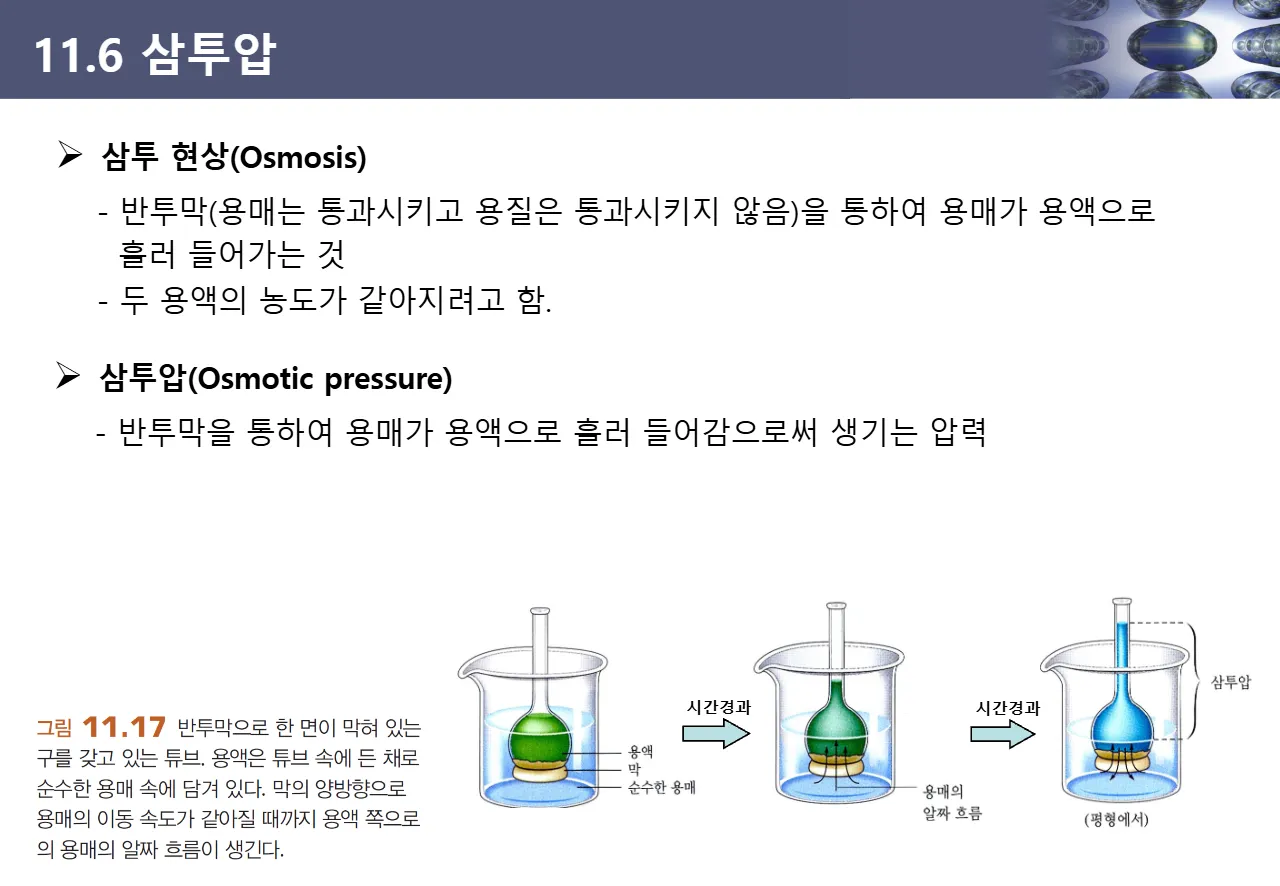 11.6 삼투압
➢ 삼투 현상(Osmosis)
- 반투막(용매는 통과시키고 용질은 통과시키지 않음)을 통하여 용매가 용액으로
흘러 들어가는 것
- 두 용액의 농도가 같아지려고 함.
➢ 삼투압(Osmotic pressure)
- 반투막을 통하여 용매가 용액으로 흘러 들어감으로써 생기는 압력
그림 11.17 반투막으로 한 면이 막혀 있는
구를 갖고 있는 튜브. 용액은 튜브 속에 든 채로
순수한 용매 속에 담겨 있다. 막의 양방향으로
용매의 이동 속도가 같아질 때까지 용액 쪽으로
의 용매의 알짜 흐름이 생긴다.
용액
막
순수한 용매
시간경과
용매의
알짜 흐름
시간경과
삼투압
(평형에서)